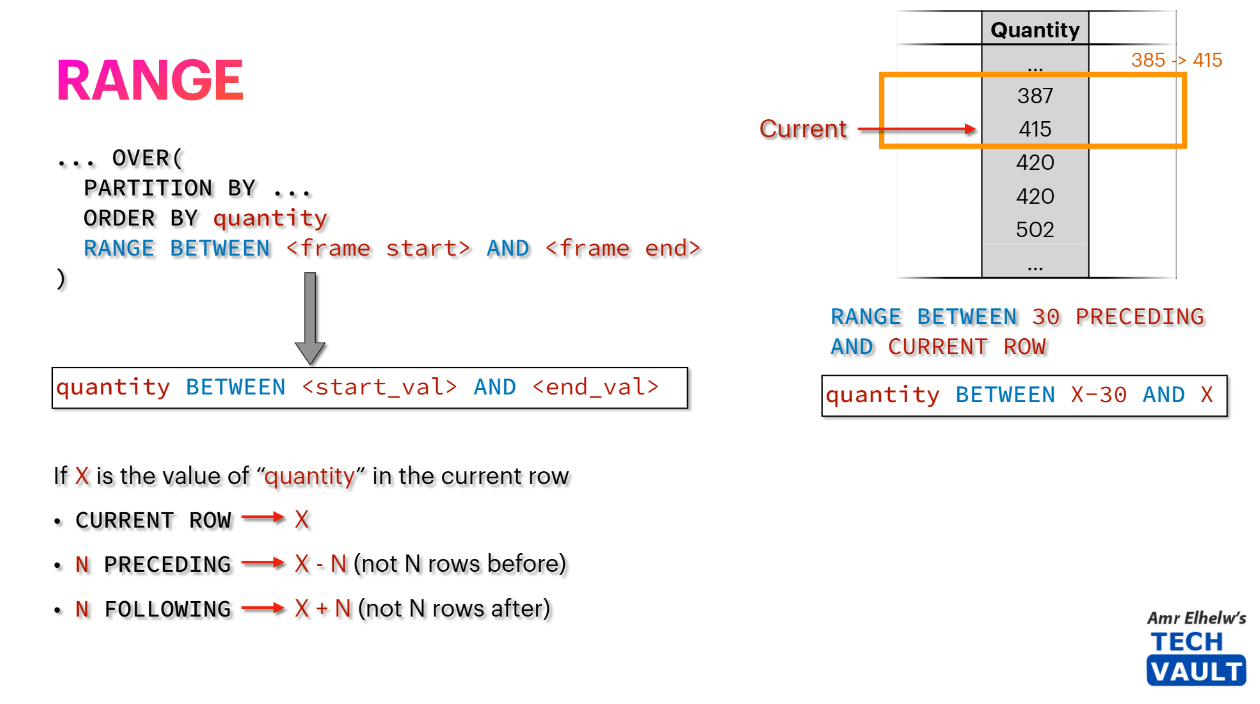 RANGE
... OVER(
PARTITION BY ...
ORDER BY quantity
RANGE BETWEEN <frame start> AND <frame end>
)
quantity BETWEEN <start_val> AND <end_val>
If X is the value of “quantity” in the current row
• CURRENT ROW X
• N PRECEDING X - N (not N rows before)
• N FOLLOWING X + N (not N rows after)
Quantity
...
385 -> 415
387
Current
415
420
420
502
...
RANGE BETWEEN 30 PRECEDING
AND CURRENT ROW
quantity BETWEEN X-30 AND X
Amr Elhelw's
TECH
VAULT